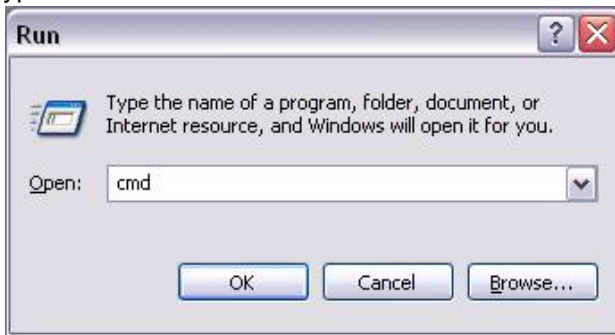 Run
Type the name of a program, folder, document, or
Internet resource, and Windows will open it for you.
Open: cmd
OK Cancel Browse...